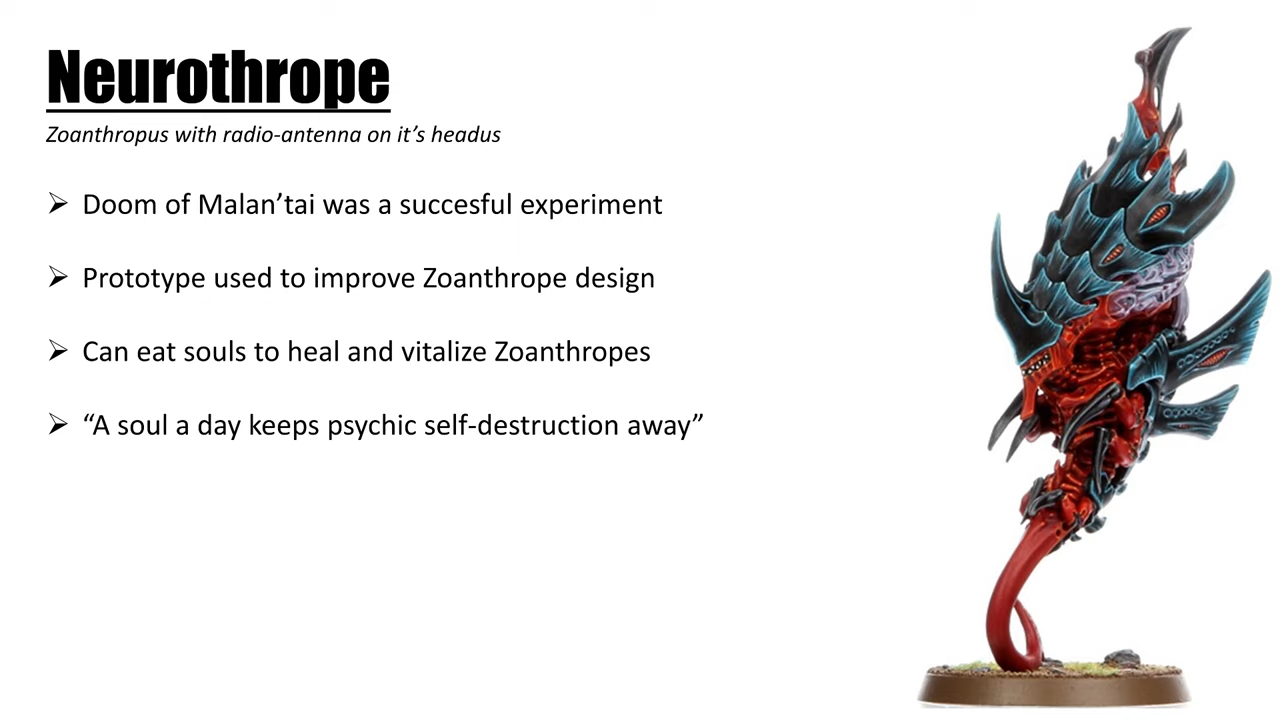 Neurothrope
Zoanthropus with radio-antenna on it’s headus
➢ Doom of Malan’tai was a succesful experiment
➢ Prototype used to improve Zoanthrope design
➢ Can eat souls to heal and vitalize Zoanthropes
➢ “A soul a day keeps psychic self-destruction away”